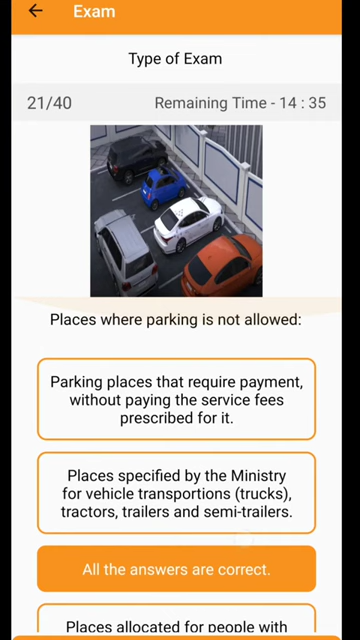 Exam
Type of Exam
21/40 Remaining Time - 14 : 35
Places where parking is not allowed:
Parking places that require payment,
without paying the service fees
prescribed for it.
Places specified by the Ministry
for vehicle transportions (trucks),
tractors, trailers and semi-trailers.
All the answers are correct.
Places allocated for people with